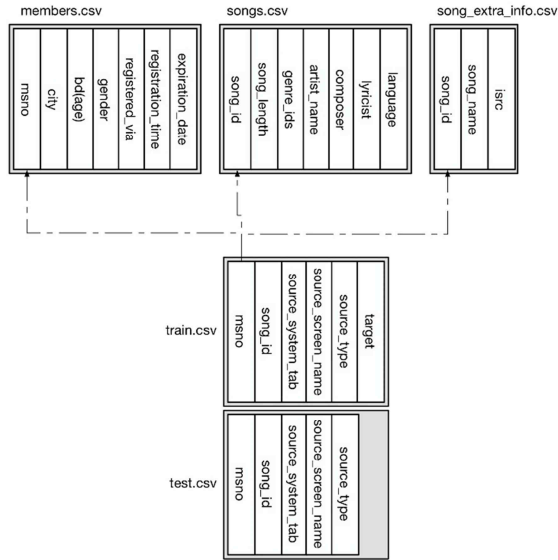 members.csv
msno
city
bd(age)
gender
registered_via
registration_time
expiration_date
songs.csv
song_id
song_length
genre_ids
artist_name
composer
lyricist
language
song_extra_info.csv
song_id
song_name
isrc
train.csv
msno
song_id
source_system_tab
source_screen_name
source_type
target
test.csv
msno
song_id
source_system_tab
source_screen_name
source_type